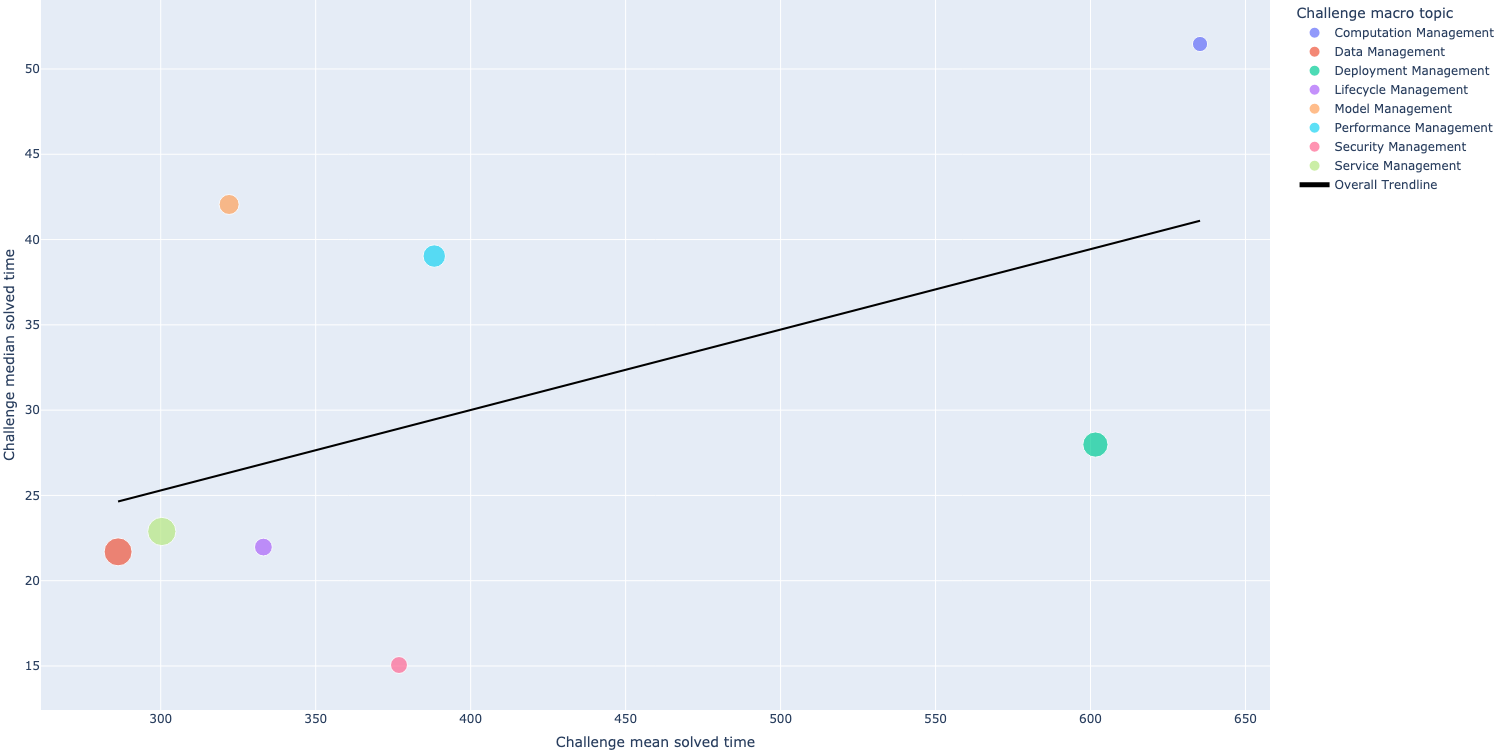 Challenge macro topic
Computation Management
Data Management
Deployment Management
Lifecycle Management
Model Management
Performance Management
Security Management
Service Management
Overall Trendline
Challenge median solved time
50
45
40
35
30
25
20
15
300 350 400 450 500 550 600 650
Challenge mean solved time